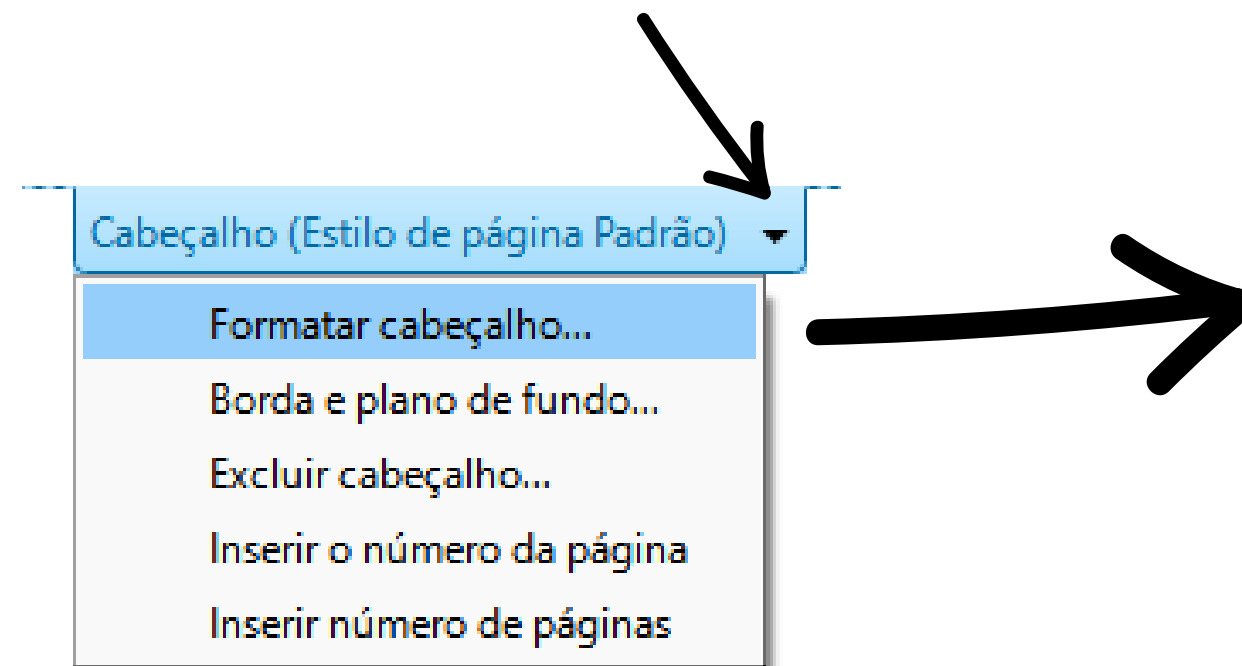 Cabeçalho (Estilo de página Padrão)
Formatar cabeçalho...
Borda e plano de fundo...
Excluir cabeçalho...
Inserir o número da página
Inserir número de páginas